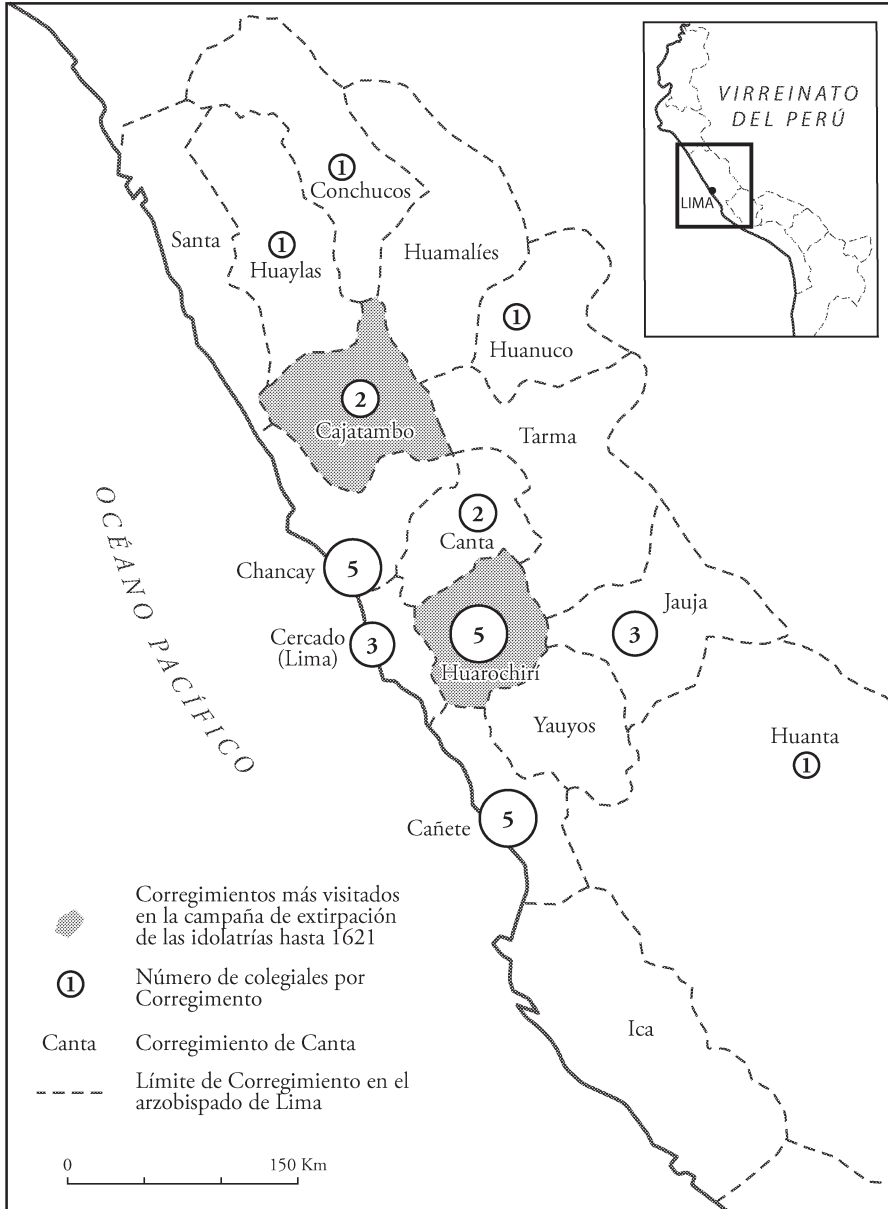 VIRREINATO
DEL PERÚ
LIMA
1
Conchucos
Santa
1
Huaylas
Huamalíes
1
Huanuco
2
Cajatambo
Tarma
2
Canta
Chancay
5
Jauja
3
Cercado
(Lima)
3
5
Huarochirí
Yauyos
Huanta
1
Cañete
5
Ica
OCÉANO PACÍFICO
Corregimientos más visitados
en la campaña de extirpación
de las idolatrías hasta 1621
1
Número de colegiales por
Corregimento
Canta
Corregimiento de Canta
Límite de Corregimiento en el
arzobispado de Lima
0
150 Km